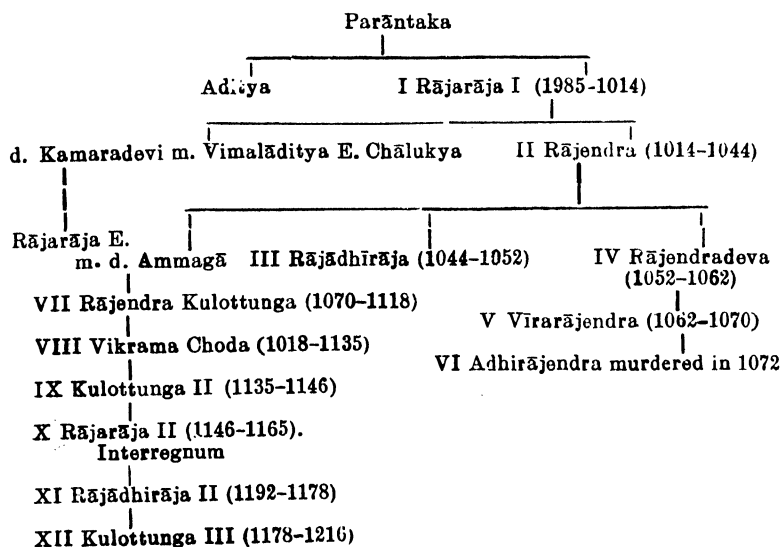 Parāntaka
Aditya I Rājarāja I (1985-1014)
d. Kamaradevi m. Vimalāditya E. Chālukya II Rājendra (1014-1044)
Rājarāja E.
m. d. Ammagā III Rājādhīrāja (1044-1052) IV Rājendradeva
(1052-1062)
VII Rājendra Kulottunga (1070-1118)
V Vīrarājendra (1062-1070)
VIII Vikrama Choda (1018-1135)
VI Adhirājendra murdered in 1072
IX Kulottunga II (1135-1146)
X Rājarāja II (1146-1165).
Interregnum
XI Rājādhirāja II (1192-1178)
XII Kulottunga III (1178-1216)